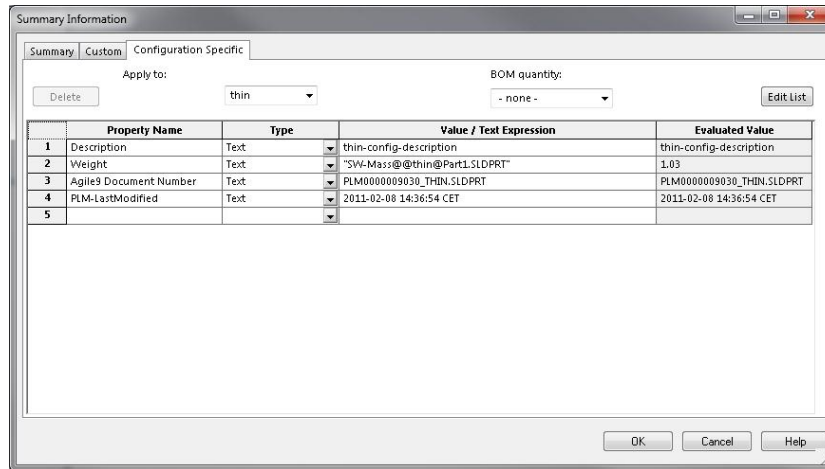 Summary Information
Summary Custom Configuration Specific
Apply to: BOM quantity:
Delete thin - none - Edit List
Property Name Type Value / Text Expression Evaluated Value
1 Description Text thin-config-description thin-config-description
2 Weight Text "SW-Mass@@thin@Part1.SLDPRT" 1.03
3 Agile9 Document Number Text PLM0000009030_THIN.SLDPRT PLM0000009030_THIN.SLDPRT
4 PLM-LastModified Text 2011-02-08 14:36:54 CET 2011-02-08 14:36:54 CET
5
OK Cancel Help